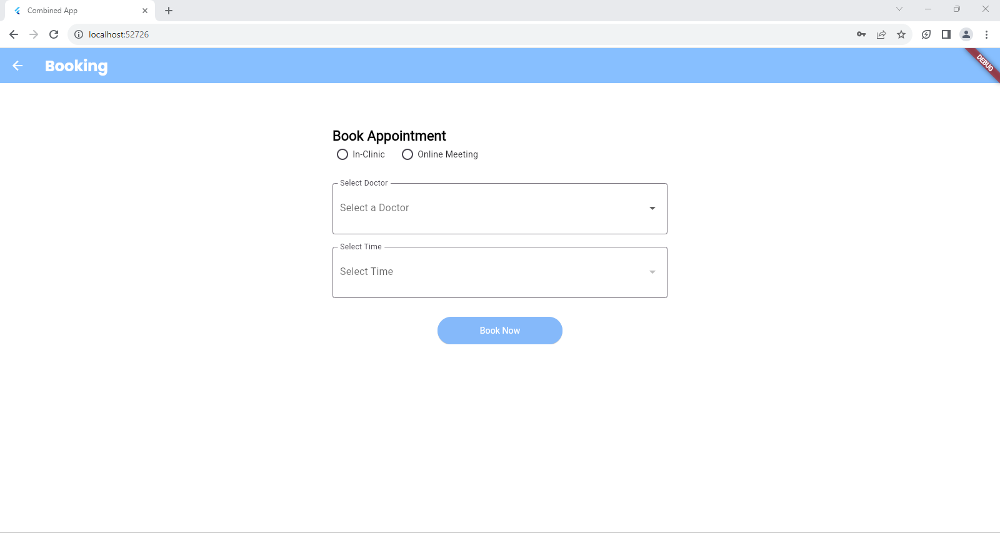 Combined App
localhost:52726
Booking
DEBUG
Book Appointment
In-Clinic Online Meeting
Select Doctor
Select a Doctor
Select Time
Select Time
Book Now